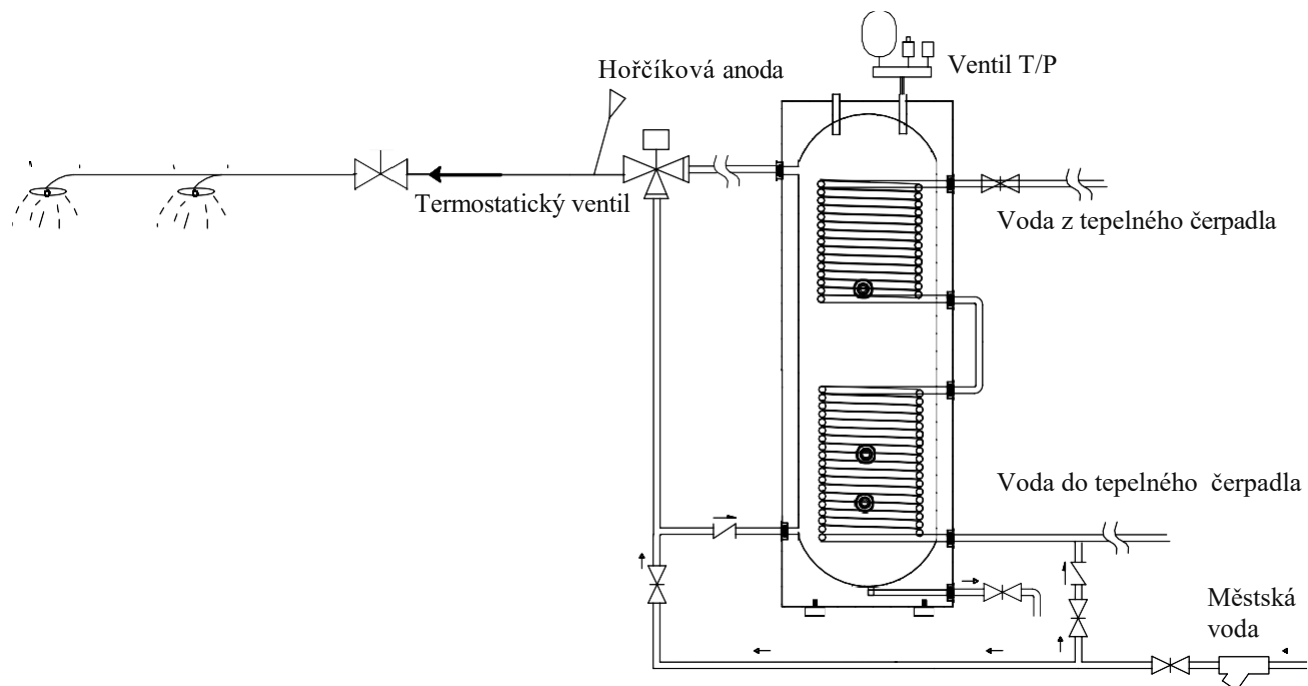 Ventil T/P
Hořčíková anoda
Termostatický ventil
Voda z tepelného čerpadla
Voda do tepelného čerpadla
Městská
voda